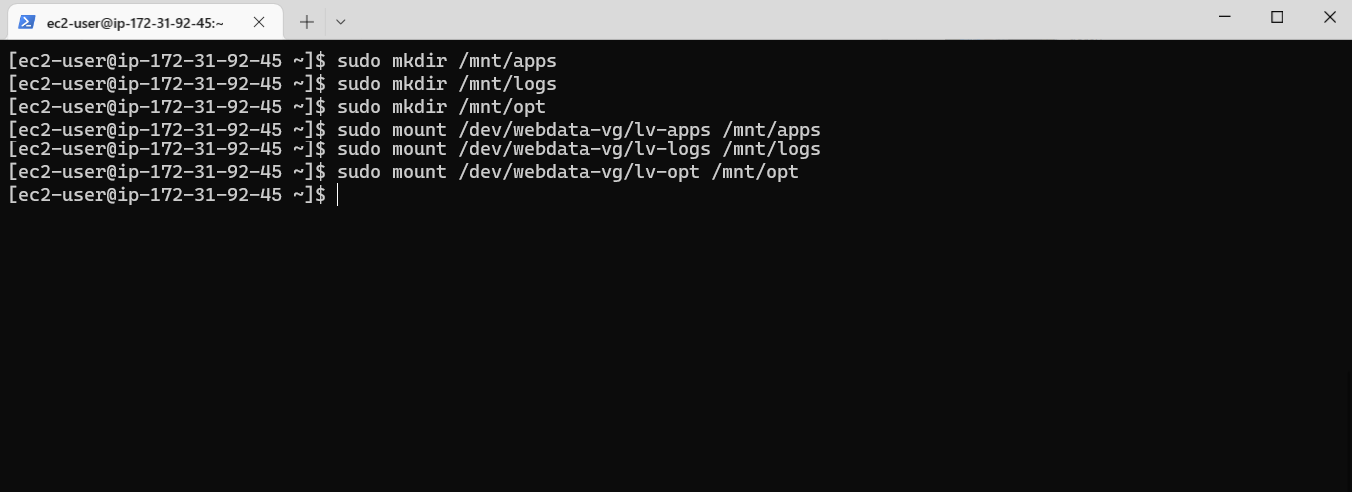 ec2-user@ip-172-31-92-45:~
[ec2-user@ip-172-31-92-45 ~]$ sudo mkdir /mnt/apps
[ec2-user@ip-172-31-92-45 ~]$ sudo mkdir /mnt/logs
[ec2-user@ip-172-31-92-45 ~]$ sudo mkdir /mnt/opt
[ec2-user@ip-172-31-92-45 ~]$ sudo mount /dev/webdata-vg/lv-apps /mnt/apps
[ec2-user@ip-172-31-92-45 ~]$ sudo mount /dev/webdata-vg/lv-logs /mnt/logs
[ec2-user@ip-172-31-92-45 ~]$ sudo mount /dev/webdata-vg/lv-opt /mnt/opt
[ec2-user@ip-172-31-92-45 ~]$